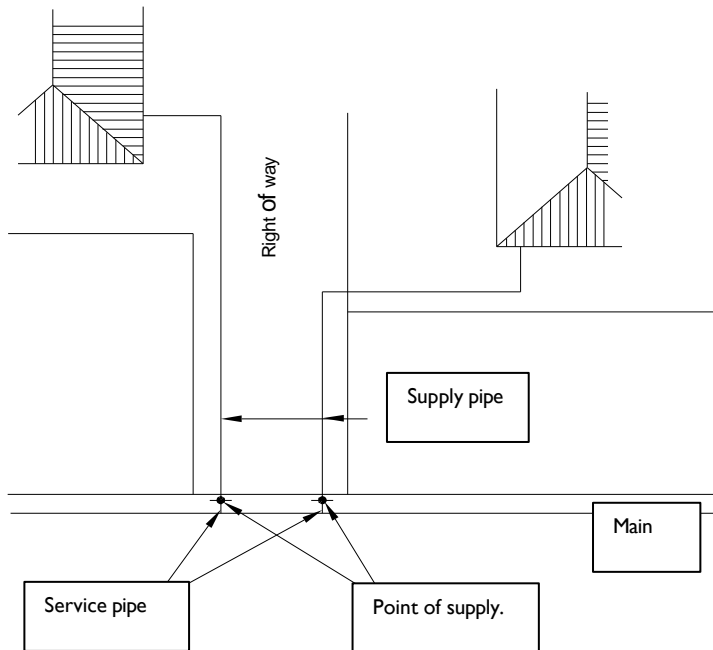 Right of way
Supply pipe
Main
Service pipe
Point of supply.